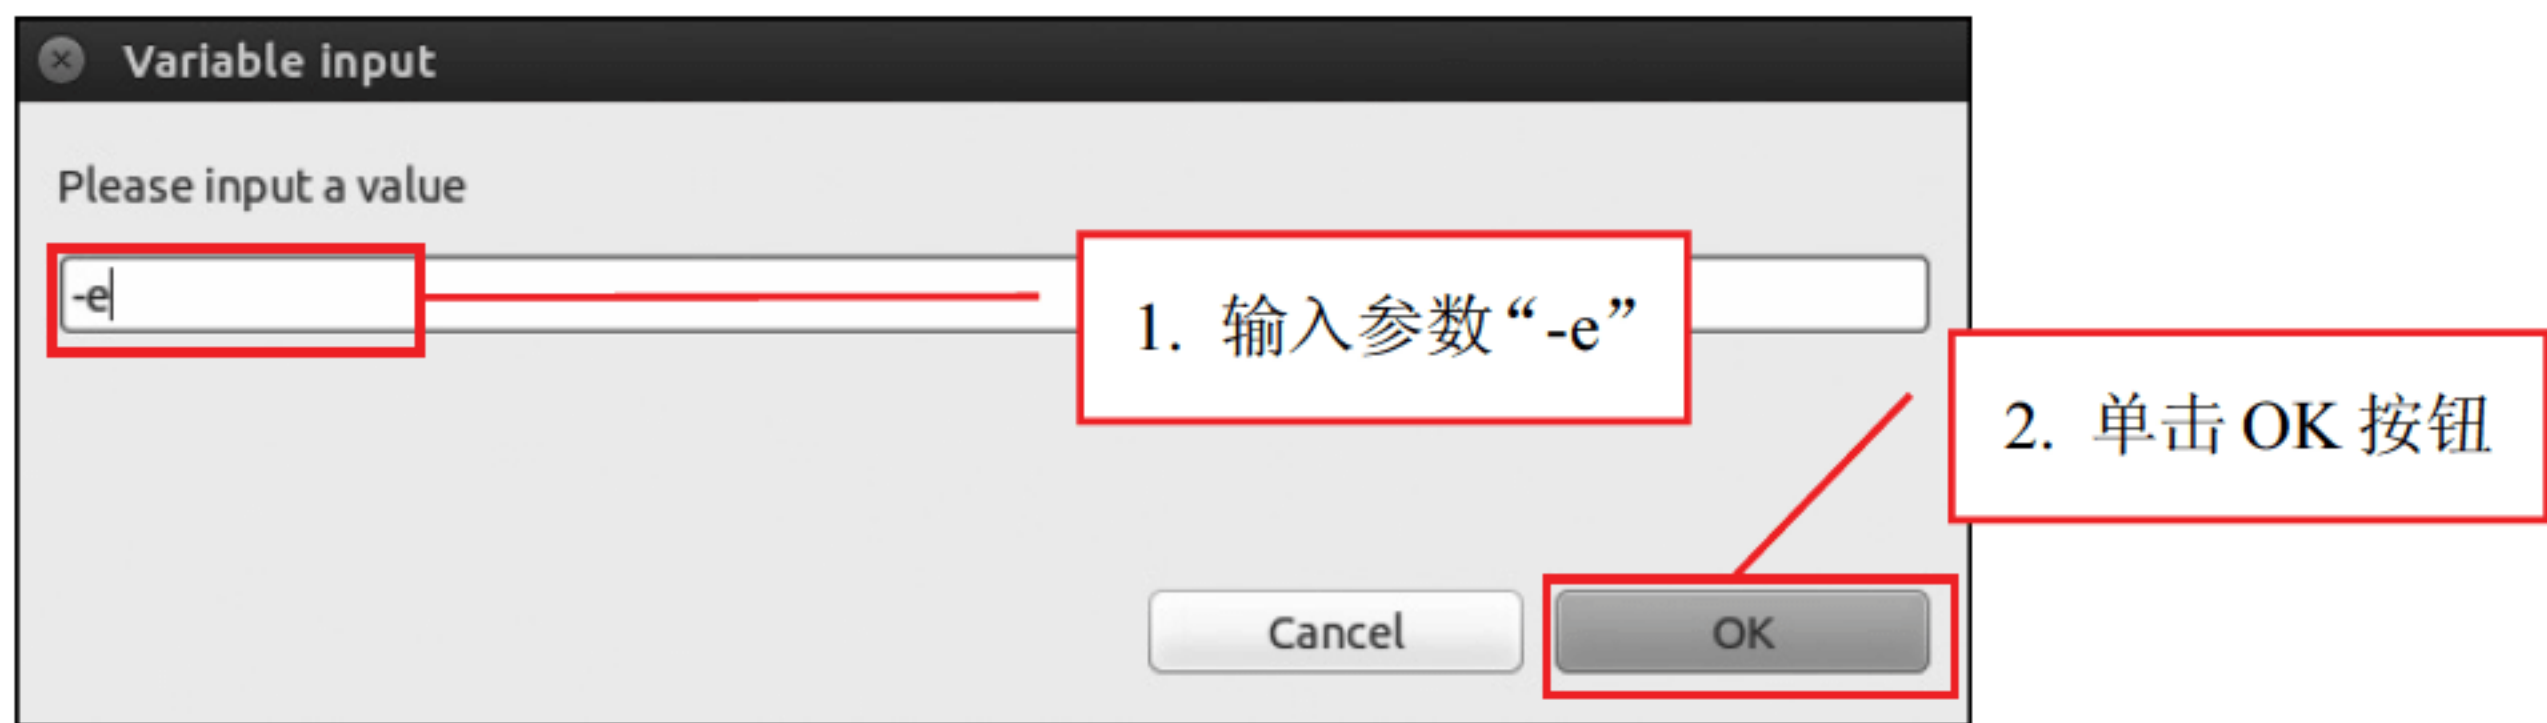 Variable input
Please input a value
-e
1. 输入参数“-e”
2. 单击 OK 按钮
Cancel
OK